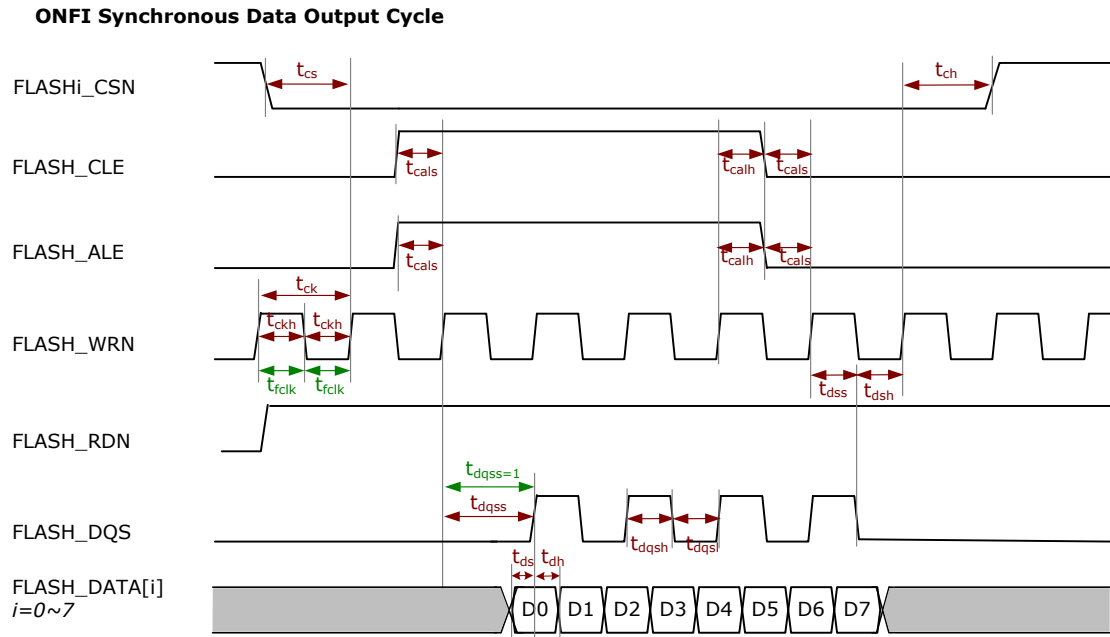 ONFI Synchronous Data Output Cycle
FLASHi_CSN
tcs
tch
FLASH_CLE
tcals
tcalh
tcals
FLASH_ALE
tcals
tcalh
tcals
tck
FLASH_WRN
tckh
tckh
tfclk
tfclk
tdss
tdsh
FLASH_RDN
tdqss=1
tdqss
FLASH_DQS
tdqsh
tdqsl
tds
tdh
FLASH_DATA[i]
i=0~7
D0 D1 D2 D3 D4 D5 D6 D7